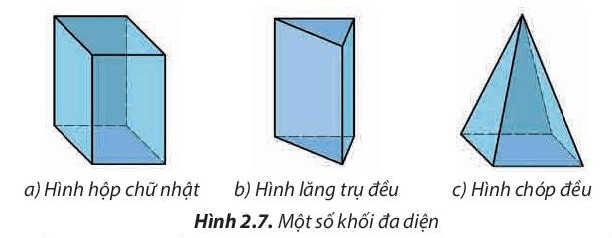 a) Hình hộp chữ nhật b) Hình lăng trụ đều c) Hình chóp đều
Hình 2.7. Một số khối đa diện